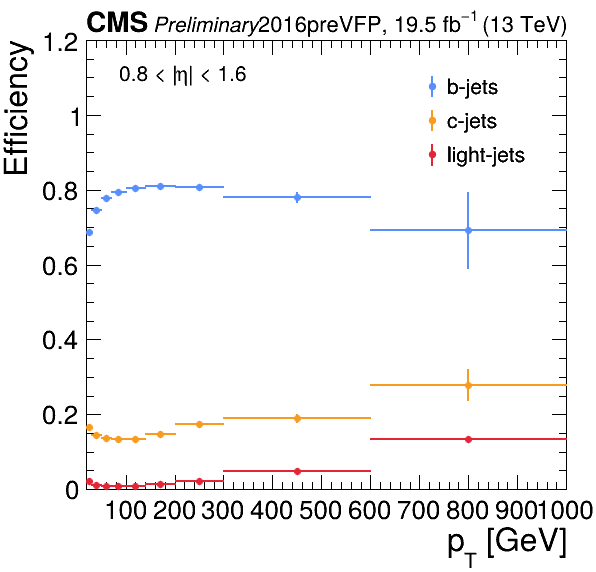 CMS Preliminary2016preVFP, 19.5 fb⁻¹ (13 TeV)
0.8 < |η| < 1.6
b-jets
c-jets
light-jets
Efficiency
1.2
1
0.8
0.6
0.4
0.2
0
100 200 300 400 500 600 700 800 9001000
p_T [GeV]